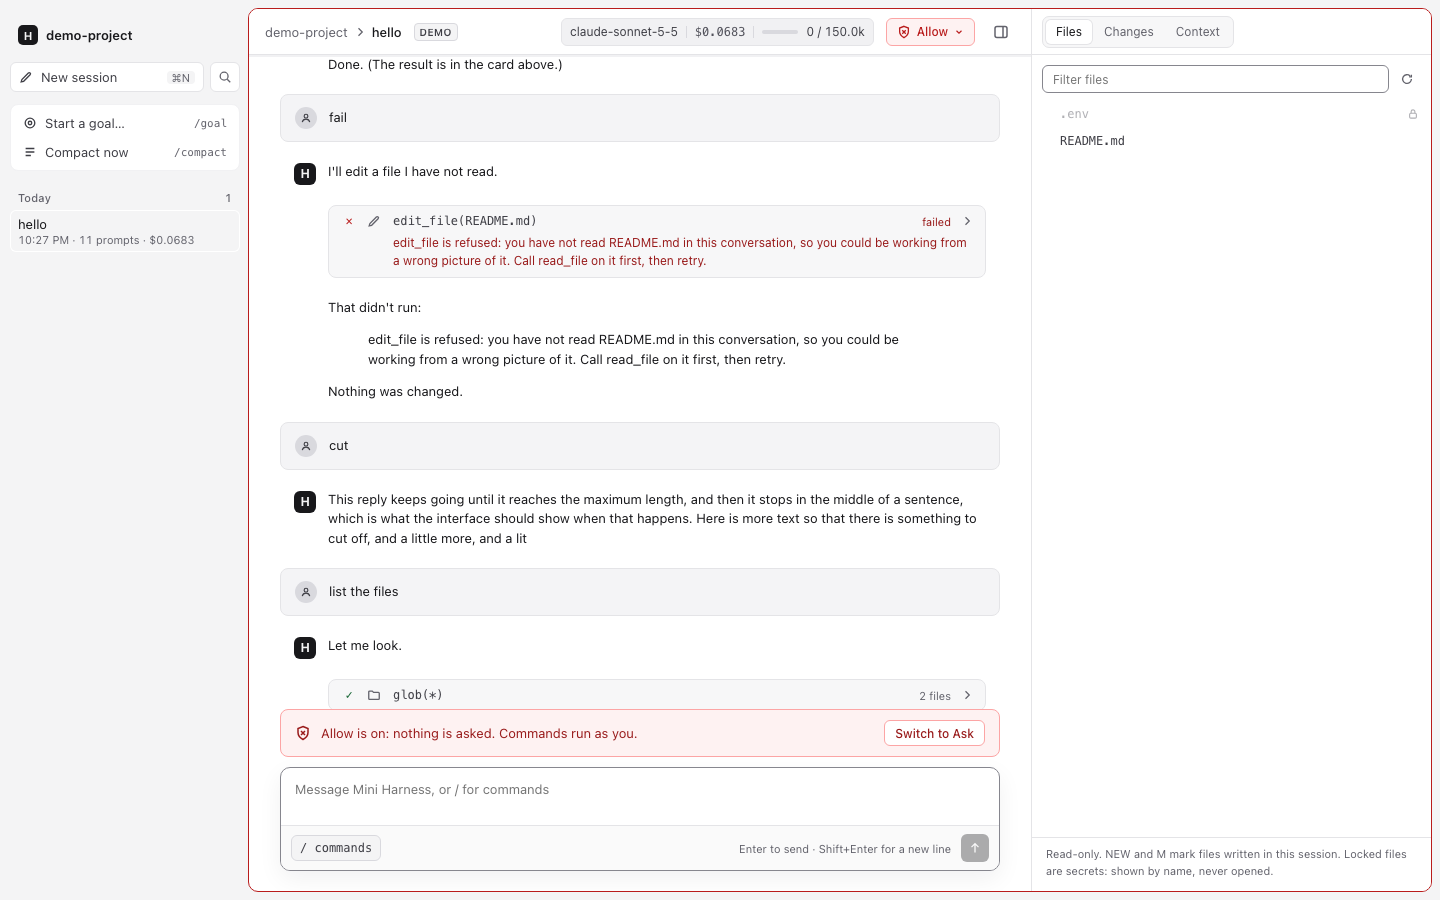 H demo-project
New session ⌘N
Start a goal... /goal
Compact now /compact
Today 1
hello
10:27 PM · 11 prompts · $0.0683
demo-project > hello DEMO
claude-sonnet-5-5 $0.0683 0 / 150.0k
Allow
Done. (The result is in the card above.)
fail
H I'll edit a file I have not read.
× edit_file(README.md) failed
edit_file is refused: you have not read README.md in this conversation, so you could be working from
a wrong picture of it. Call read_file on it first, then retry.
That didn't run:
edit_file is refused: you have not read README.md in this conversation, so you could be
working from a wrong picture of it. Call read_file on it first, then retry.
Nothing was changed.
cut
H This reply keeps going until it reaches the maximum length, and then it stops in the middle of a sentence,
which is what the interface should show when that happens. Here is more text so that there is something to
cut off, and a little more, and a lit
list the files
H Let me look.
✓ glob(*) 2 files
Allow is on: nothing is asked. Commands run as you.
Switch to Ask
Message Mini Harness, or / for commands
/ commands
Enter to send · Shift+Enter for a new line
Files Changes Context
Filter files
.env
README.md
Read-only. NEW and M mark files written in this session. Locked files
are secrets: shown by name, never opened.